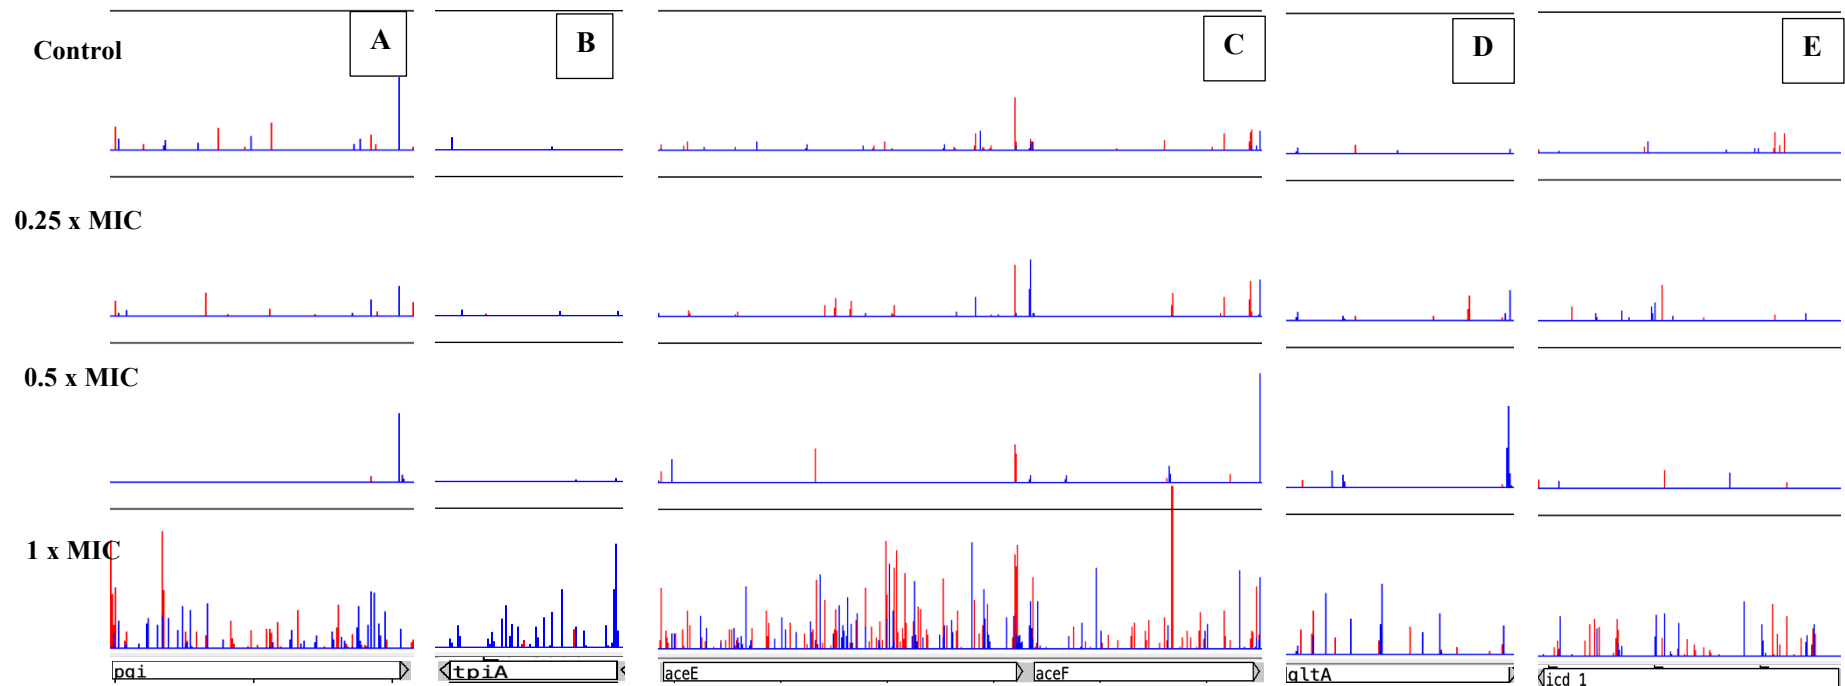 Control
A
B
C
D
E
0.25 x MIC
0.5 x MIC
1 x MIC
pgi
tpiA
aceE
aceF
gltA
icd 1